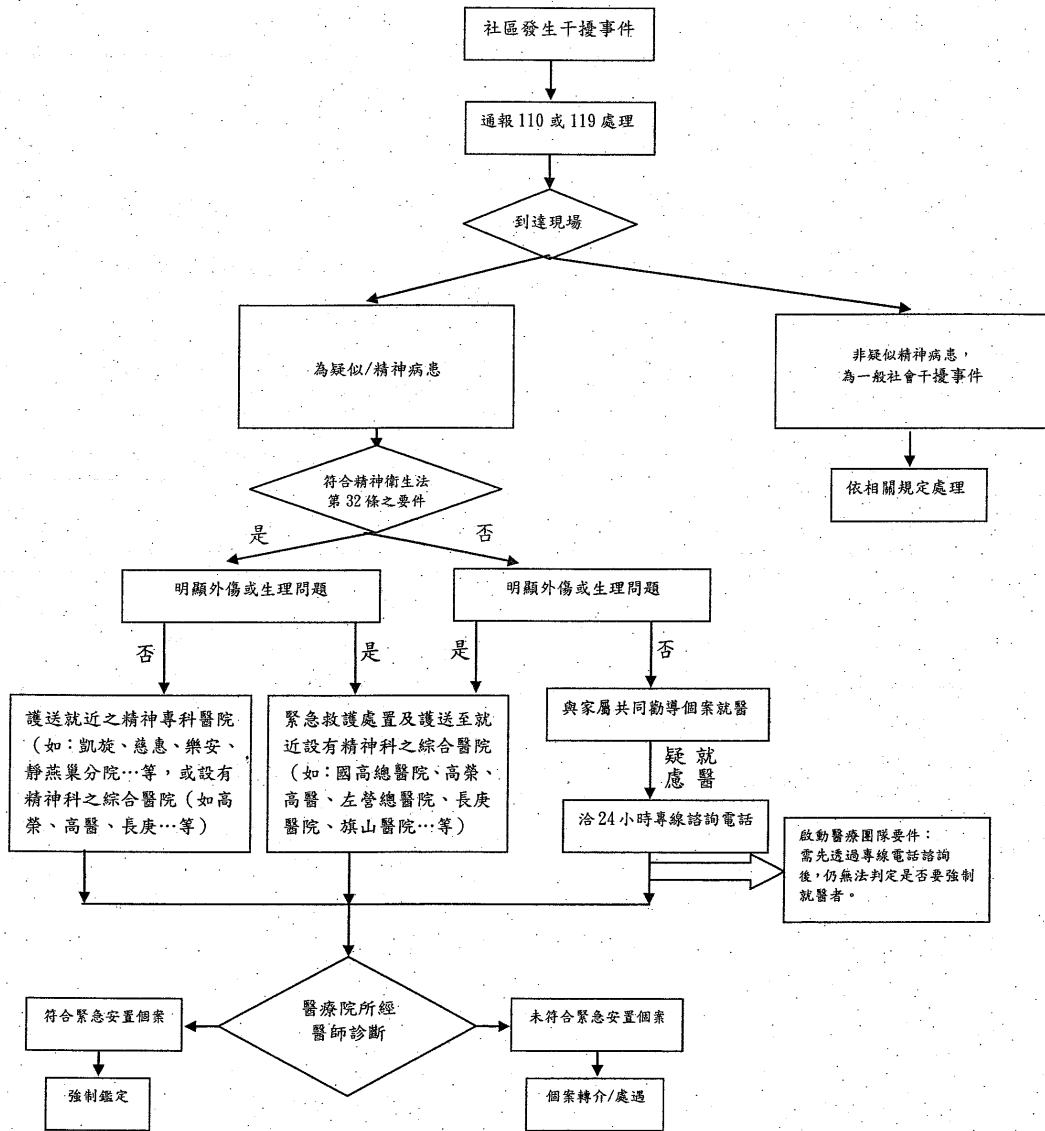 社區發生干擾事件
通報110或119處理
到達現場
為疑似/精神病患
非疑似精神病患，
為一般社會干擾事件
符合精神衛生法
第32條之要件
依相關規定處理
是
否
明顯外傷或生理問題
明顯外傷或生理問題
否
是
是
否
護送就近之精神專科醫院
（如：凱旋、慈惠、樂安、
靜燕巢分院…等，或設有
精神科之綜合醫院（如高
榮、高醫、長庚…等）
緊急救護處置及護送至就
近設有精神科之綜合醫院
（如：國高總醫院、高榮、
高醫、左營總醫院、長庚
醫院、旗山醫院…等）
與家屬共同勸導個案就醫
就醫
疑慮
洽24小時專線諮詢電話
啟動醫療團隊要件：
需先透過專線電話諮詢
後，仍無法判定是否要強制
就醫者。
醫療院所經
醫師診斷
符合緊急安置個案
未符合緊急安置個案
強制鑑定
個案轉介/處遇